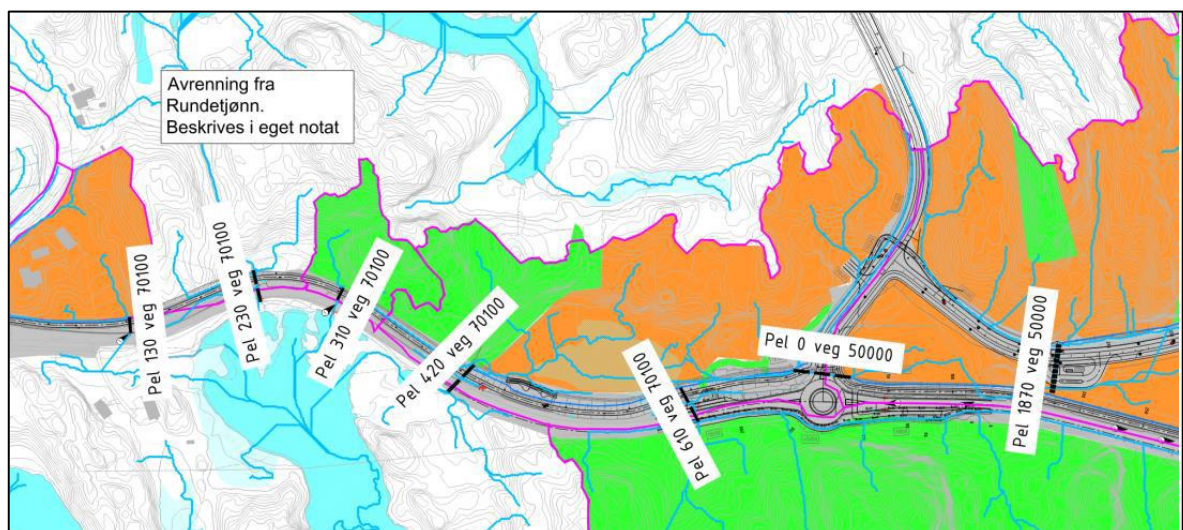 Avrenning fra
Rundetjønn.
Beskrives i eget notat
Pel 130 veg 70100
Pel 230 veg 70100
Pel 310 veg 70100
Pel 420 veg 70100
Pel 610 veg 70100
Pel 0 veg 50000
Pel 1870 veg 50000